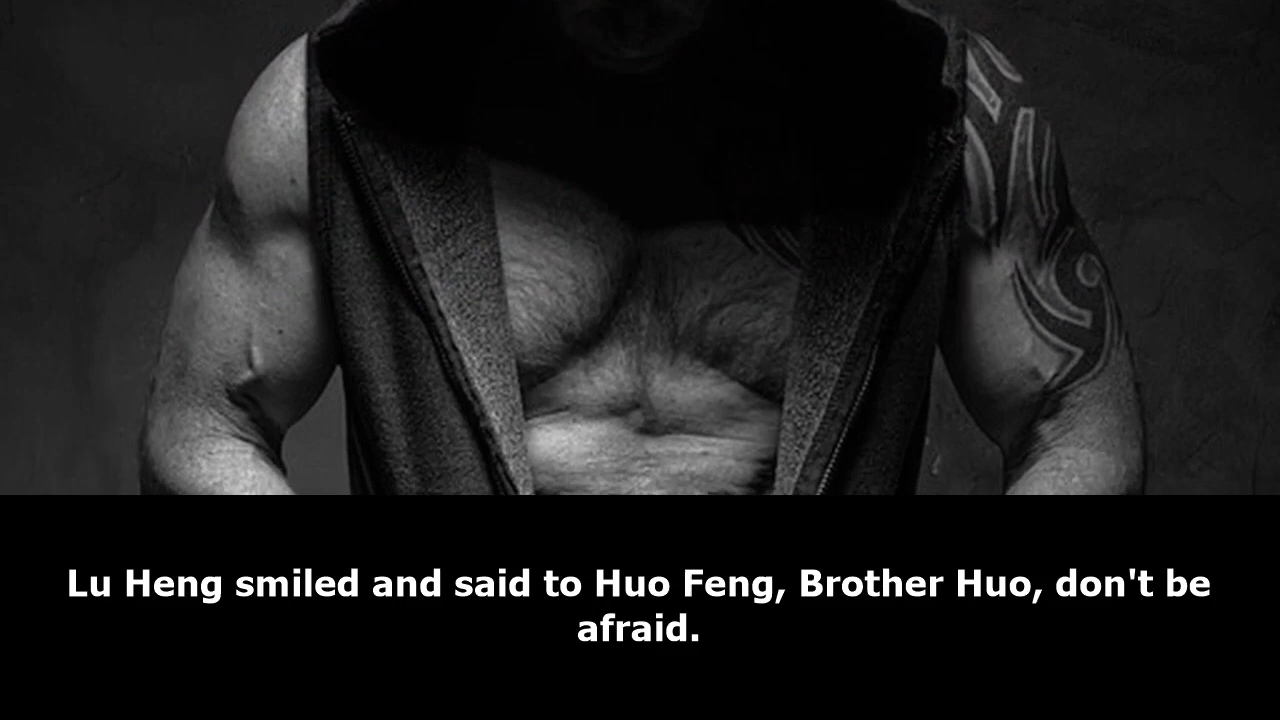 Lu Heng smiled and said to Huo Feng, Brother Huo, don't be
afraid.